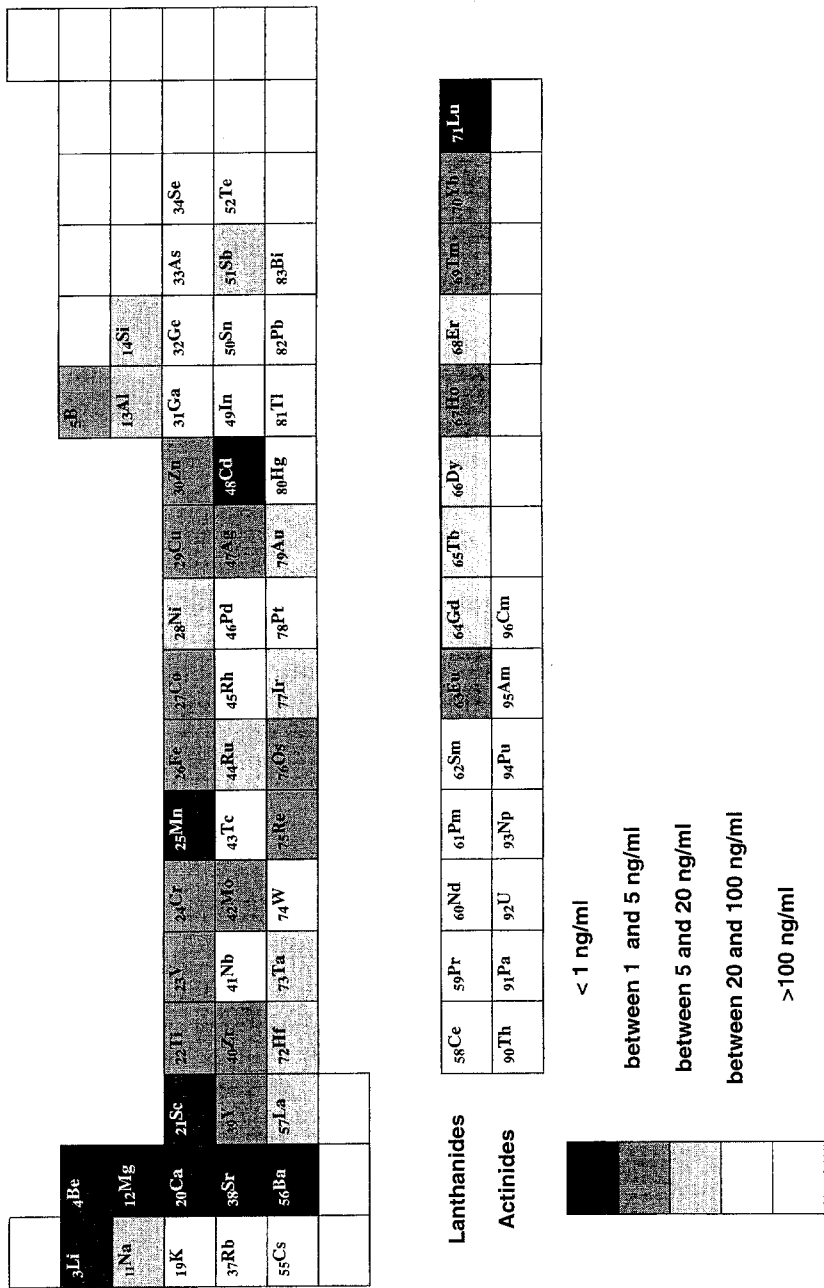 3Li 4Be 5B
11Na 12Mg 13Al 14Si
19K 20Ca 21Sc 22Ti 23V 24Cr 25Mn 26Fe 27Co 28Ni 29Cu 30Zn 31Ga 32Ge 33As 34Se
37Rb 38Sr 39Y 40Zr 41Nb 42Mo 43Tc 44Ru 45Rh 46Pd 47Ag 48Cd 49In 50Sn 51Sb 52Te
55Cs 56Ba 57La 72Hf 73Ta 74W 75Re 76Os 77Ir 78Pt 79Au 80Hg 81Tl 82Pb 83Bi
Lanthanides 58Ce 59Pr 60Nd 61Pm 62Sm 63Eu 64Gd 65Tb 66Dy 67Ho 68Er 69Tm 70Yb 71Lu
Actinides 90Th 91Pa 92U 93Np 94Pu 95Am 96Cm
< 1 ng/ml
between 1 and 5 ng/ml
between 5 and 20 ng/ml
between 20 and 100 ng/ml
>100 ng/ml